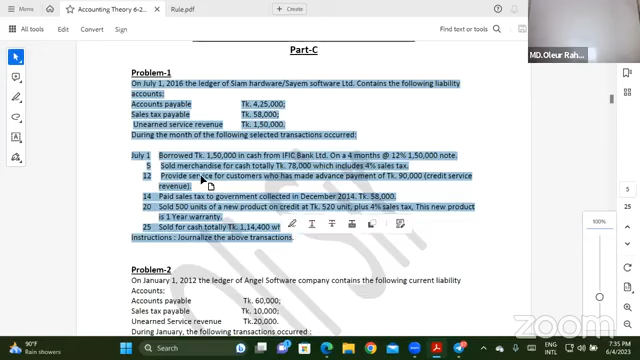 Accounting Theory 6-2...
Rule.pdf
+ Create
Sign in
All tools
Edit
Convert
Sign
Find text or tools
MD.Oleur Rah...
Part-C
Problem-1
On July 1, 2016 the ledger of Siam hardware/Sayem software Ltd. Contains the following liability
accounts:
Accounts payable Tk. 4,25,000;
Sales tax payable Tk. 58,000;
Unearned service revenue Tk. 1,50,000;
During the month of the following selected transactions occurred:
July 1 Borrowed Tk. 1,50,000 in cash from IFIC Bank Ltd. On a 4 months @ 12% 1,50,000 note.
5 Sold merchandise for cash totally Tk. 78,000 which includes 4% sales tax.
12 Provide service for customers who has made advance payment of Tk. 90,000 (credit service
revenue).
14 Paid sales tax to government collected in December 2014. Tk. 58,000.
20 Sold 500 units of a new product on credit at Tk. 520 unit, plus 4% sales tax, This new product
is 1 Year warranty.
25 Sold for cash totally Tk. 1,14,400 wh
Instructions : Journalize the above transactions.
Problem-2
On January 1, 2012 the ledger of Angel Software company contains the following current liability
Accounts:
Accounts payable Tk. 60,000;
Sales tax payable Tk. 10,000;
Unearned Service revenue Tk.20,000.
During January, the following transactions occurred :
5
25
100%
zoom
90°F
Rain showers
Search
ENG
INTL
7:35 PM
6/4/2023